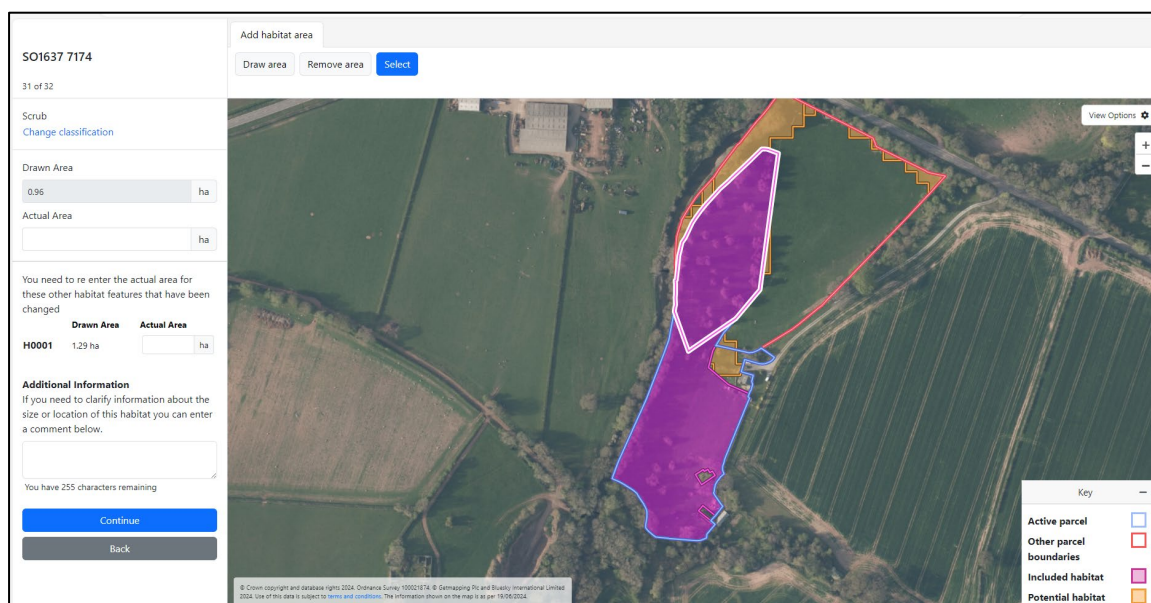 SO1637 7174
31 of 32
Scrub
Change classification
Drawn Area
0.96 ha
Actual Area
ha
You need to re enter the actual area for
these other habitat features that have been
changed
Drawn Area Actual Area
H0001 1.29 ha ha
Additional Information
If you need to clarify information about the
size or location of this habitat you can enter
a comment below.
You have 255 characters remaining
Continue
Back
Add habitat area
Draw area Remove area Select
View Options
+
−
Key −
Active parcel
Other parcel
boundaries
Included habitat
Potential habitat
© Crown copyright and database rights 2024. Ordnance Survey 100021874. © Getmapping Plc and Bluesky International Limited
2024. Use of this data is subject to terms and conditions. The information shown on the map is as per 19/06/2024.